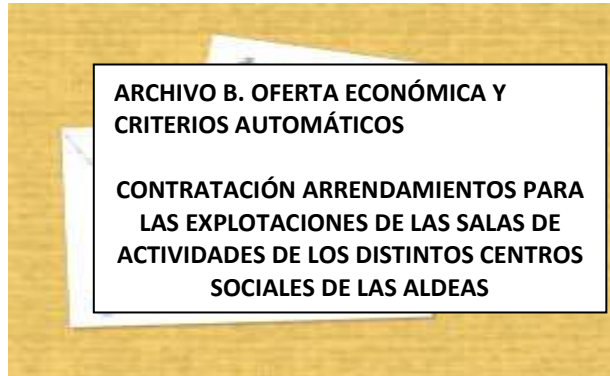 ARCHIVO B. OFERTA ECONÓMICA Y
CRITERIOS AUTOMÁTICOS
CONTRATACIÓN ARRENDAMIENTOS PARA
LAS EXPLOTACIONES DE LAS SALAS DE
ACTIVIDADES DE LOS DISTINTOS CENTROS
SOCIALES DE LAS ALDEAS